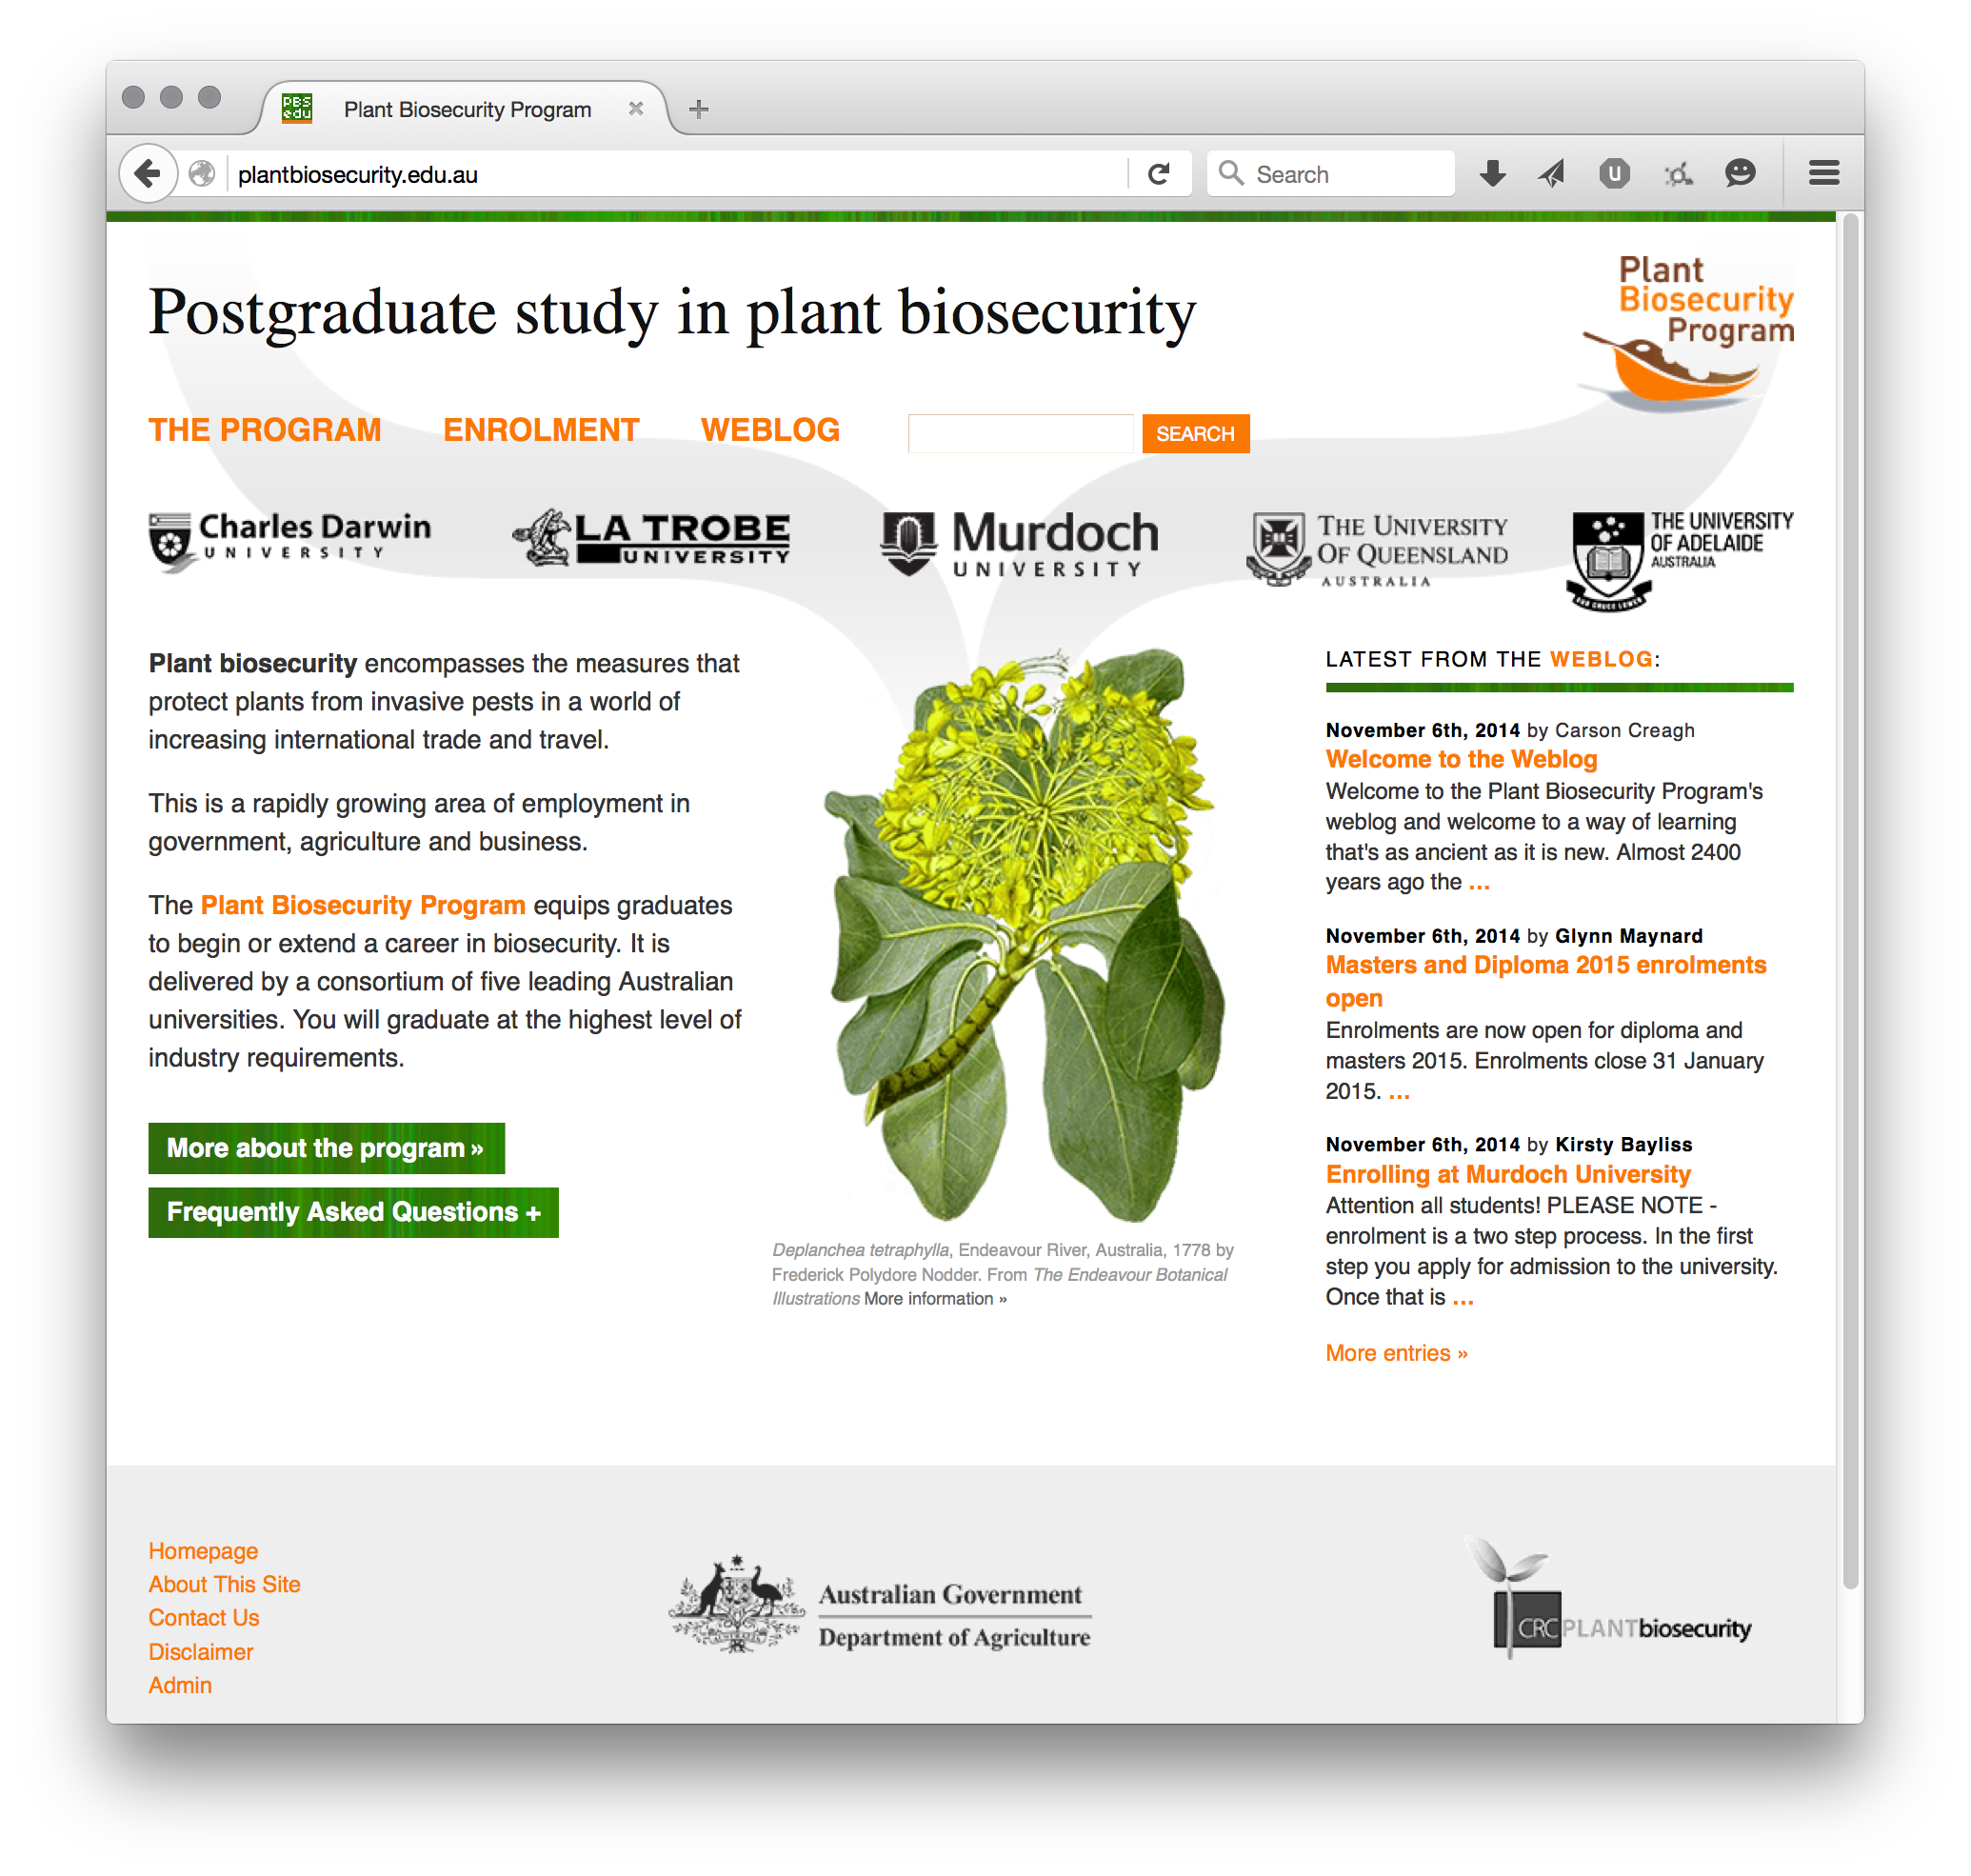 PBS
edu
Plant Biosecurity Program
plantbiosecurity.edu.au
Search
Postgraduate study in plant biosecurity
Plant
Biosecurity
Program
THE PROGRAM
ENROLMENT
WEBLOG
SEARCH
Charles Darwin
UNIVERSITY
LA TROBE
UNIVERSITY
Murdoch
UNIVERSITY
THE UNIVERSITY
OF QUEENSLAND
AUSTRALIA
THE UNIVERSITY
OF ADELAIDE
AUSTRALIA
Plant biosecurity encompasses the measures that
protect plants from invasive pests in a world of
increasing international trade and travel.
This is a rapidly growing area of employment in
government, agriculture and business.
The Plant Biosecurity Program equips graduates
to begin or extend a career in biosecurity. It is
delivered by a consortium of five leading Australian
universities. You will graduate at the highest level of
industry requirements.
More about the program »
Frequently Asked Questions +
Deplanchea tetraphylla, Endeavour River, Australia, 1778 by
Frederick Polydore Nodder. From The Endeavour Botanical
Illustrations More information »
LATEST FROM THE WEBLOG:
November 6th, 2014 by Carson Creagh
Welcome to the Weblog
Welcome to the Plant Biosecurity Program's
weblog and welcome to a way of learning
that's as ancient as it is new. Almost 2400
years ago the ...
November 6th, 2014 by Glynn Maynard
Masters and Diploma 2015 enrolments
open
Enrolments are now open for diploma and
masters 2015. Enrolments close 31 January
2015. ...
November 6th, 2014 by Kirsty Bayliss
Enrolling at Murdoch University
Attention all students! PLEASE NOTE -
enrolment is a two step process. In the first
step you apply for admission to the university.
Once that is ...
More entries »
Homepage
About This Site
Contact Us
Disclaimer
Admin
Australian Government
Department of Agriculture
CRCPLANTbiosecurity